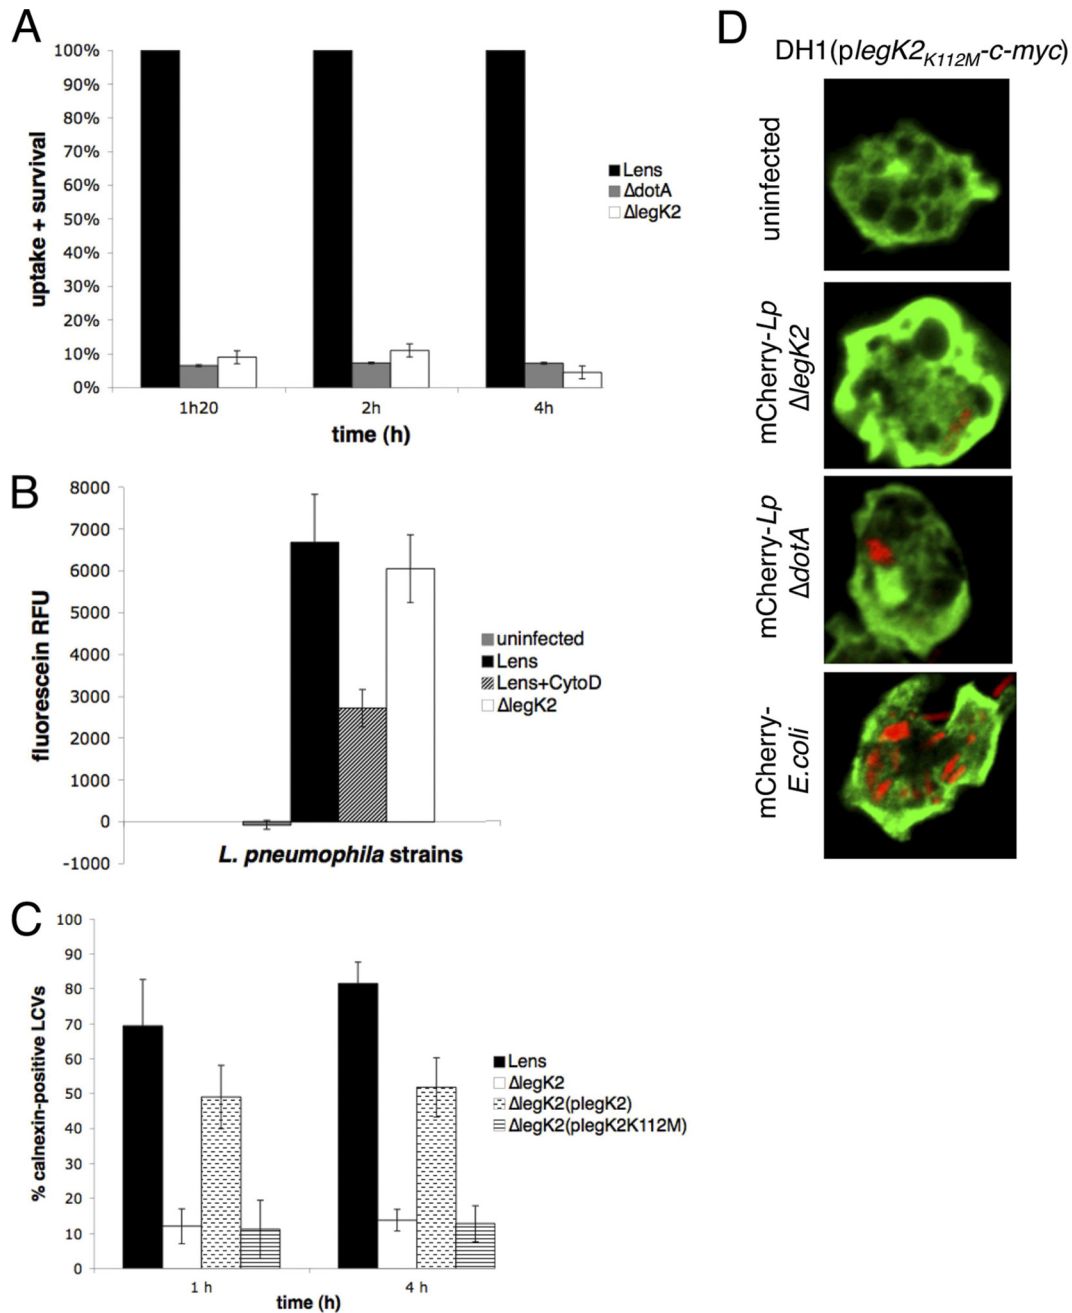 A
100%
90%
80%
70%
60%
50%
40%
30%
20%
10%
0%
uptake + survival
1h20
2h
4h
time (h)
Lens
ΔdotA
ΔlegK2
B
8000
7000
6000
5000
4000
3000
2000
1000
0
-1000
fluorescein RFU
L. pneumophila strains
uninfected
Lens
Lens+CytoD
ΔlegK2
C
100
90
80
70
60
50
40
30
20
10
0
% calnexin-positive LCVs
1 h
4 h
time (h)
Lens
ΔlegK2
ΔlegK2(plegK2)
ΔlegK2(plegK2K112M)
D
DH1(plegK2K112M-c-myc)
uninfected
mCherry-Lp
ΔlegK2
mCherry-Lp
ΔdotA
mCherry-
E.coli